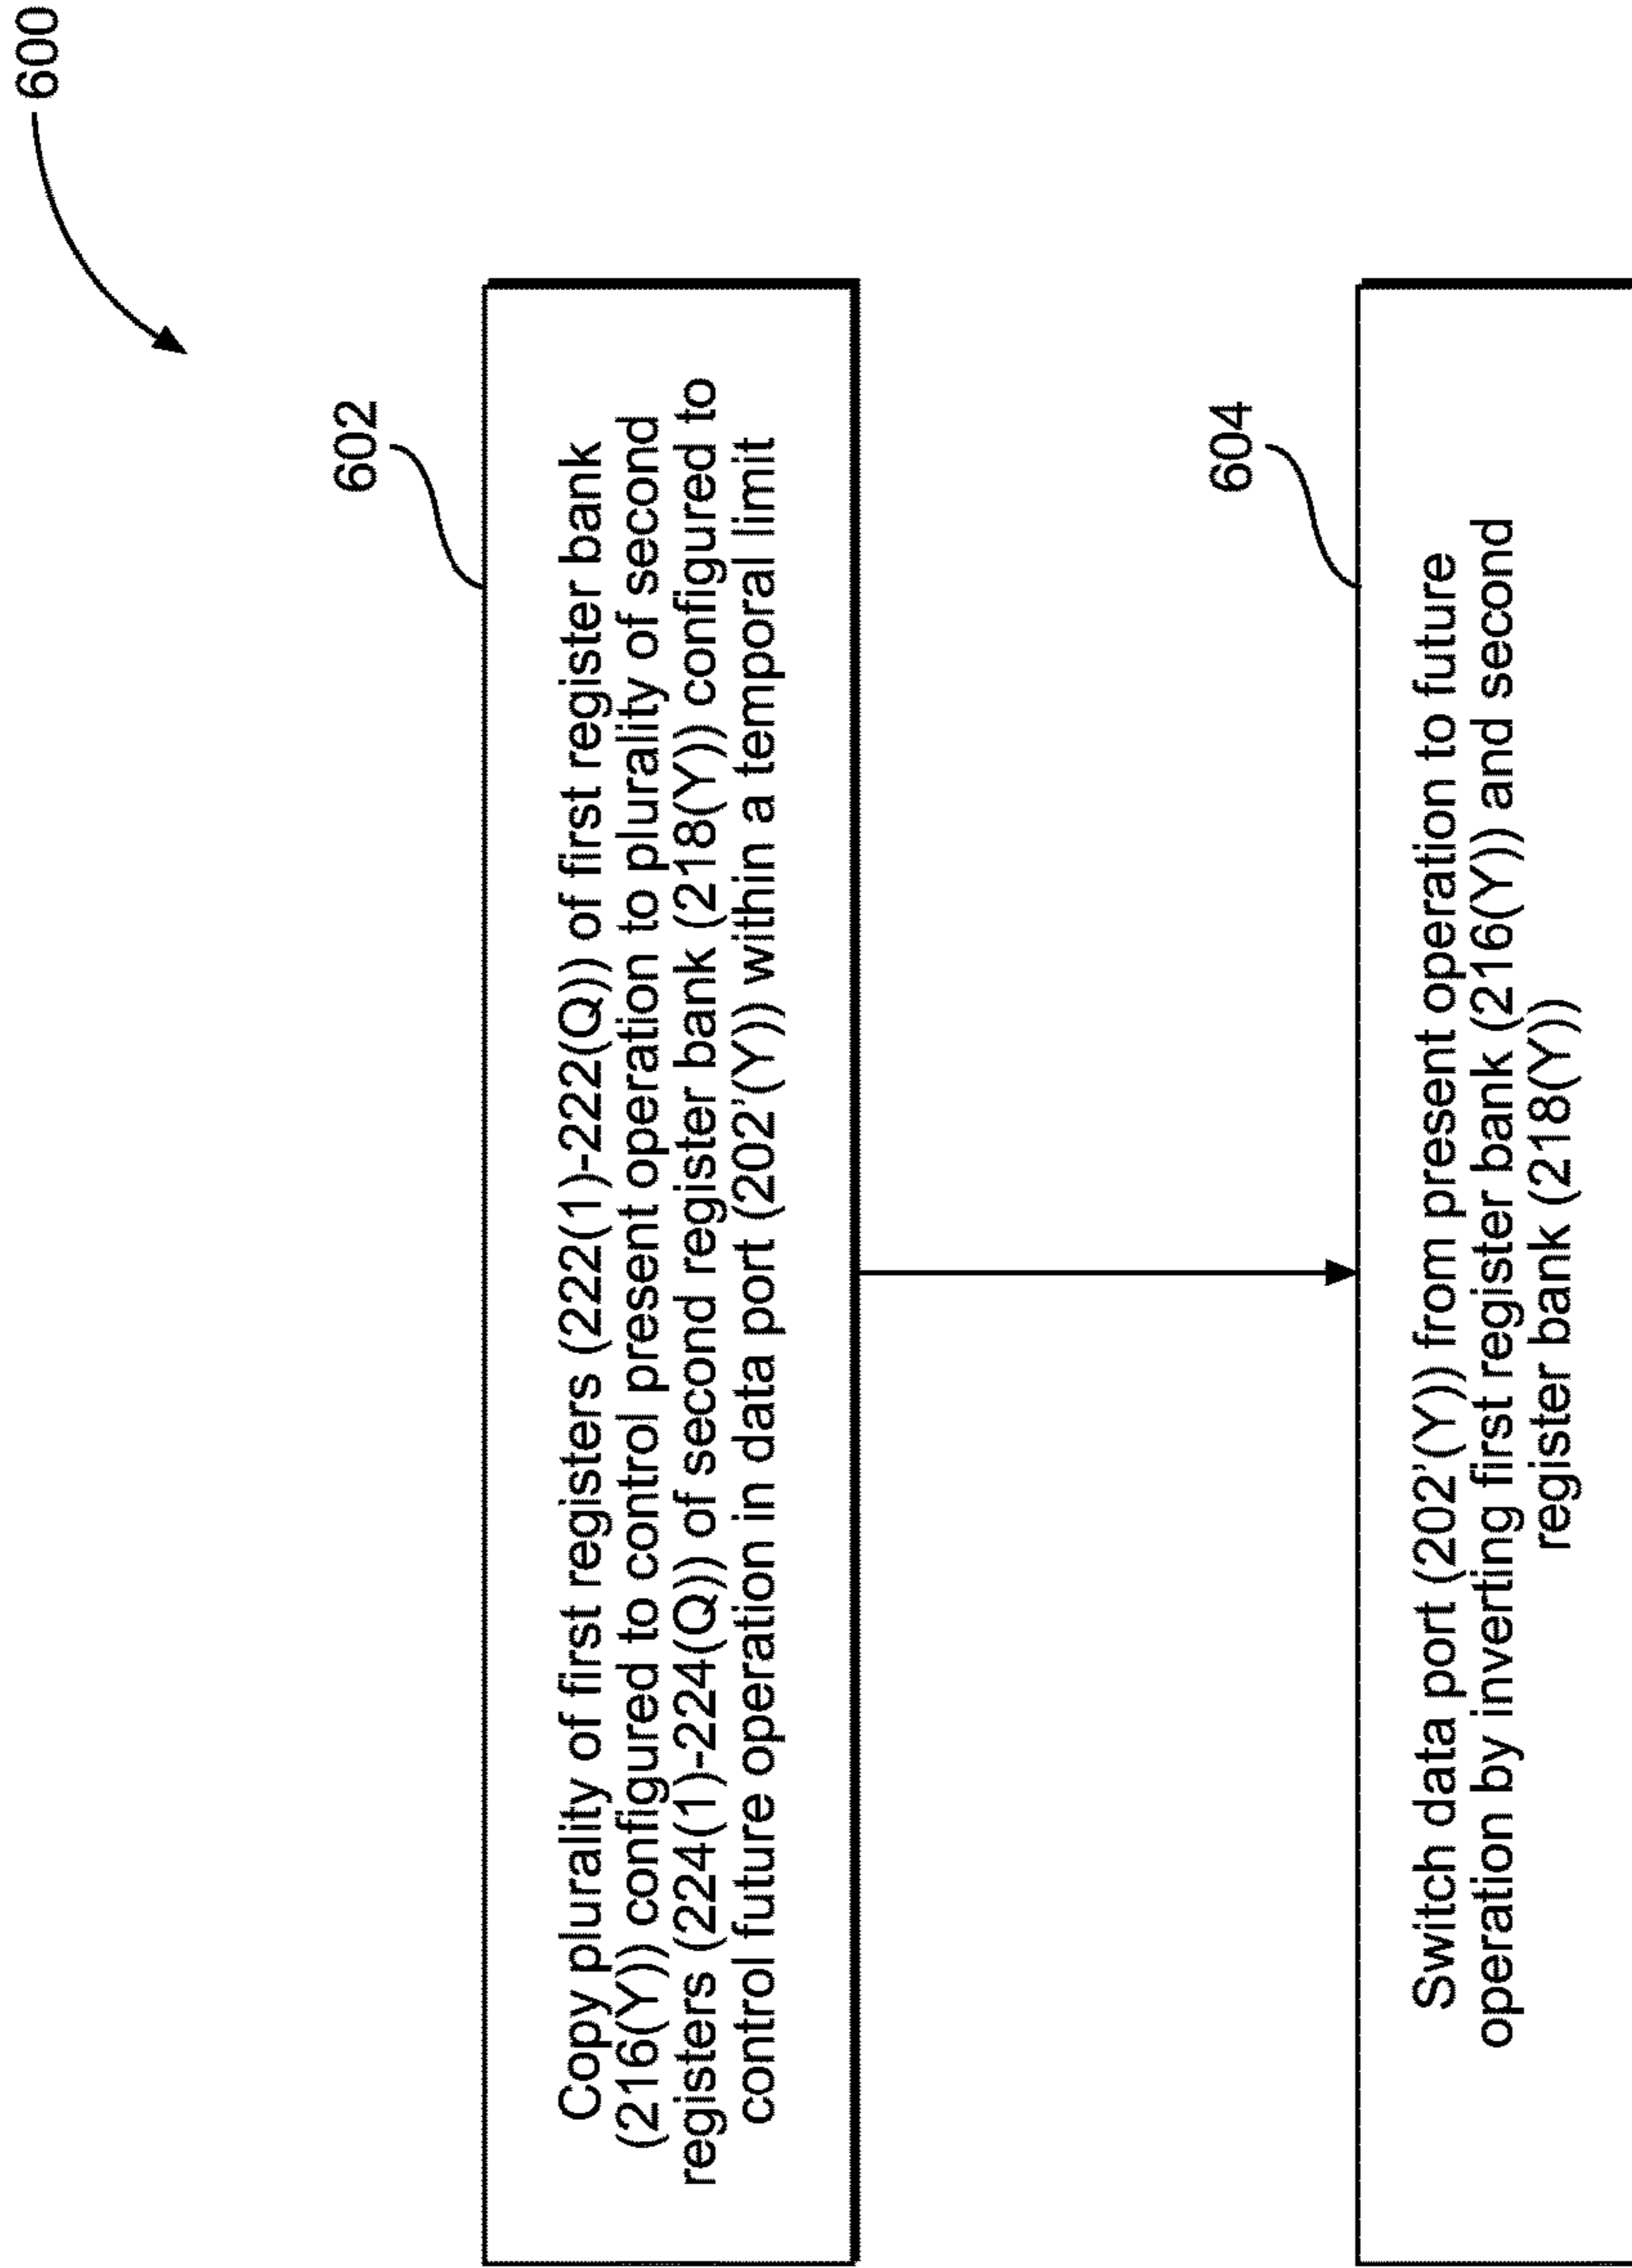 600
602
Copy plurality of first registers (222(1)-222(Q)) of first register bank
(216(Y)) configured to control present operation to plurality of second
registers (224(1)-224(Q)) of second register bank (218(Y)) configured to
control future operation in data port (202'(Y)) within a temporal limit
604
Switch data port (202'(Y)) from present operation to future
operation by inverting first register bank (216(Y)) and second
register bank (218(Y))